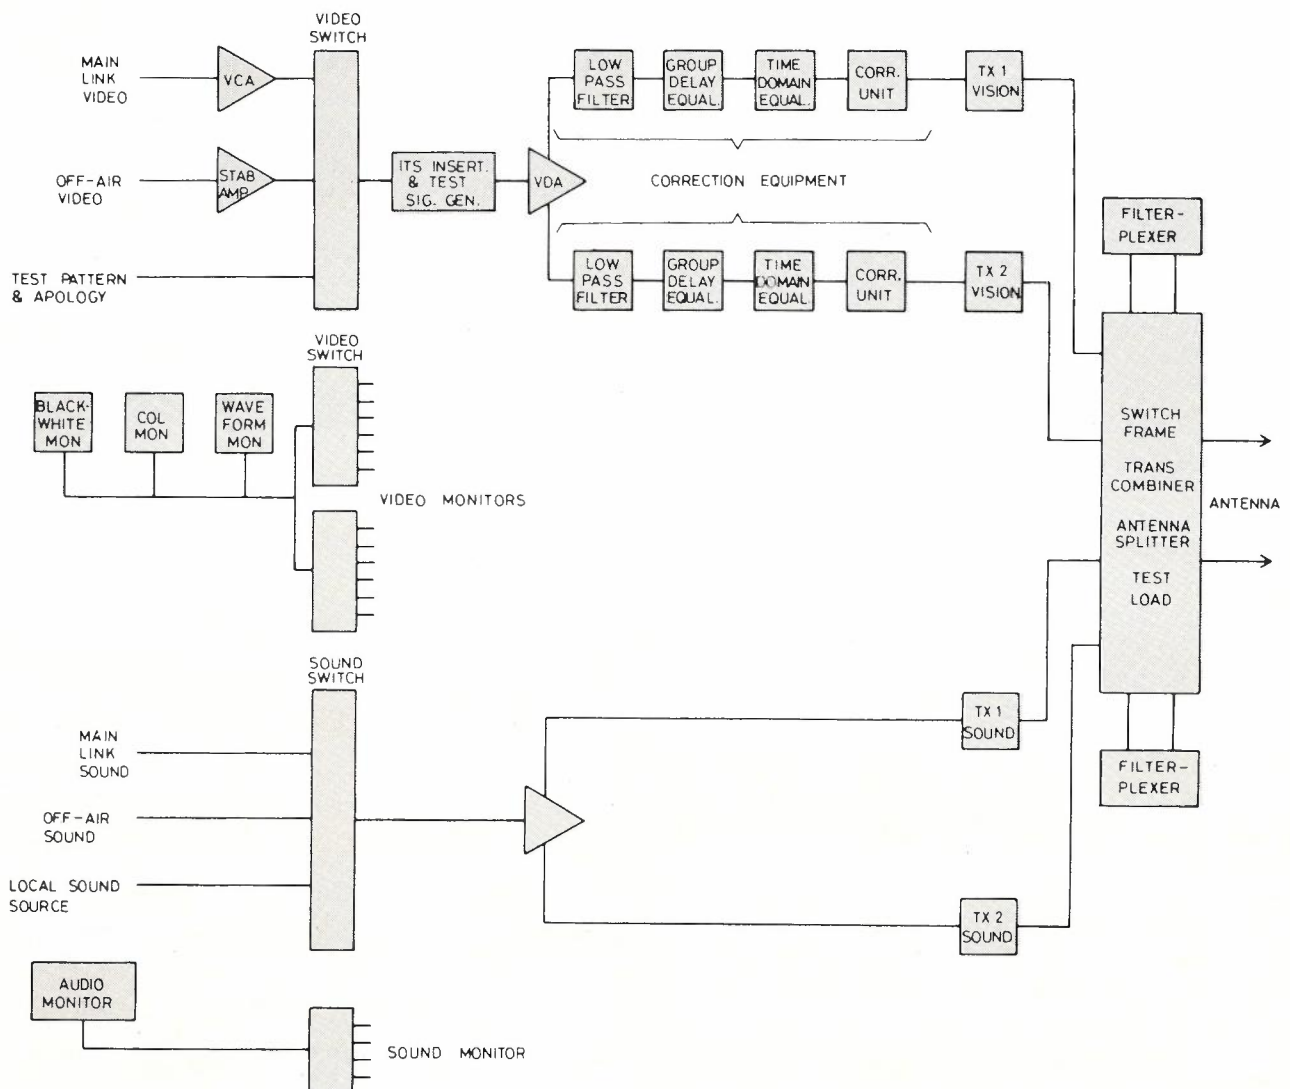 VIDEO
SWITCH
MAIN
LINK
VIDEO
VCA
LOW
PASS
FILTER
GROUP
DELAY
EQUAL.
TIME
DOMAIN
EQUAL.
CORR.
UNIT
TX 1
VISION
OFF-AIR
VIDEO
STAB
AMP.
ITS INSERT.
& TEST
SIG. GEN.
VDA
CORRECTION EQUIPMENT
FILTER-
PLEXER
TEST PATTERN
& APOLOGY
LOW
PASS
FILTER
GROUP
DELAY
EQUAL.
TIME
DOMAIN
EQUAL.
CORR.
UNIT
TX 2
VISION
VIDEO
SWITCH
BLACK-
WHITE
MON
COL
MON
WAVE
FORM
MON
VIDEO MONITORS
SWITCH
FRAME
TRANS
COMBINER
ANTENNA
SPLITTER
TEST
LOAD
ANTENNA
SOUND
SWITCH
MAIN
LINK
SOUND
OFF-AIR
SOUND
LOCAL SOUND
SOURCE
TX 1
SOUND
TX 2
SOUND
FILTER-
PLEXER
AUDIO
MONITOR
SOUND MONITOR